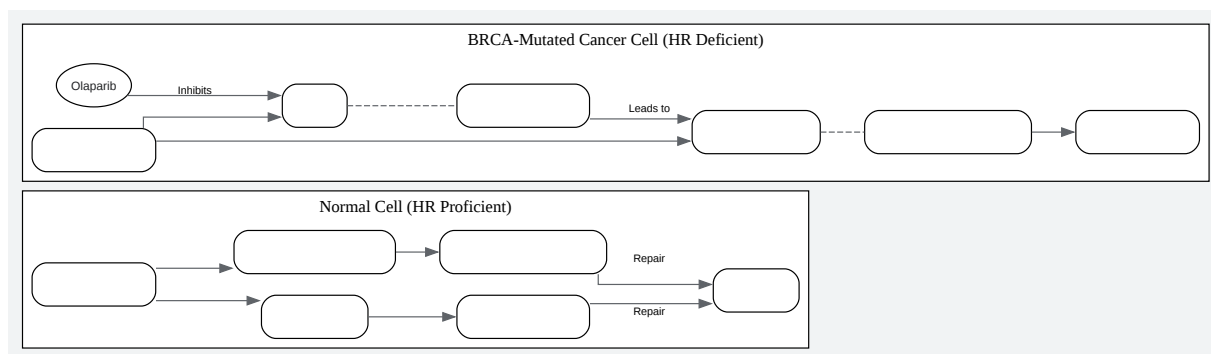 BRCA-Mutated Cancer Cell (HR Deficient)
Olaparib
Inhibits
Leads to
Normal Cell (HR Proficient)
Repair
Repair